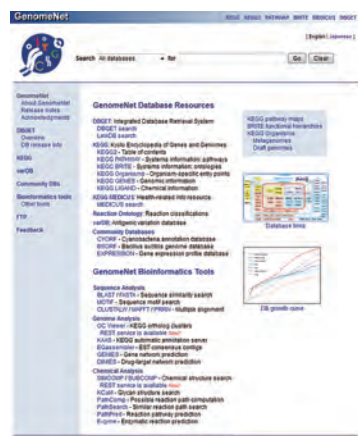 GenomeNet
KEGG KEGG2 PATHWAY BRITE MEDICUS DBGET
[ English | Japanese ]
Search All databases for Go Clear
GenomeNet
About GenomeNet
Release notes
Acknowledgments
DBGET
Overview
DB release info
KEGG
varDB
Community DBs
Bioinformatics tools
Other tools
FTP
Feedback
GenomeNet Database Resources
DBGET: Integrated Database Retrieval System
DBGET search
LinkDB search
KEGG: Kyoto Encyclopedia of Genes and Genomes
KEGG2 - Table of contents
KEGG PATHWAY - Systems information: pathways
KEGG BRITE - Systems information: ontologies
KEGG Organisms - Organism-specific entry points
KEGG GENES - Genomic information
KEGG LIGAND - Chemical information
KEGG MEDICUS: Health-related info resource
MEDICUS search
Reaction Ontology: Reaction classifications
varDB: Antigenic variation database
Community Databases
CYORF - Cyanobacteria annotation database
BSORF - Bacillus subtilis genome database
EXPRESSION - Gene expression profile database
KEGG pathway maps
BRITE functional hierarchies
KEGG Organisms
Metagenomes
Draft genomes
Database links
DB growth curve
GenomeNet Bioinformatics Tools
Sequence Analysis
BLAST / FASTA - Sequence similarity search
MOTIF - Sequence motif search
CLUSTALW / MAFFT / PRRN - Multiple alignment
Genome Analysis
OC Viewer - KEGG ortholog clusters
REST service is available New!
KAAS - KEGG automatic annotation server
EGassembler - EST consensus contigs
GENIES - Gene network prediction
DINIES - Drug-target network prediction
Chemical Analysis
SIMCOMP / SUBCOMP - Chemical structure search
REST service is available New!
KCaM - Glycan structure search
PathComp - Possible reaction path computation
PathSearch - Similar reaction path search
PathPred - Reaction pathway prediction
E-zyme - Enzymatic reaction prediction